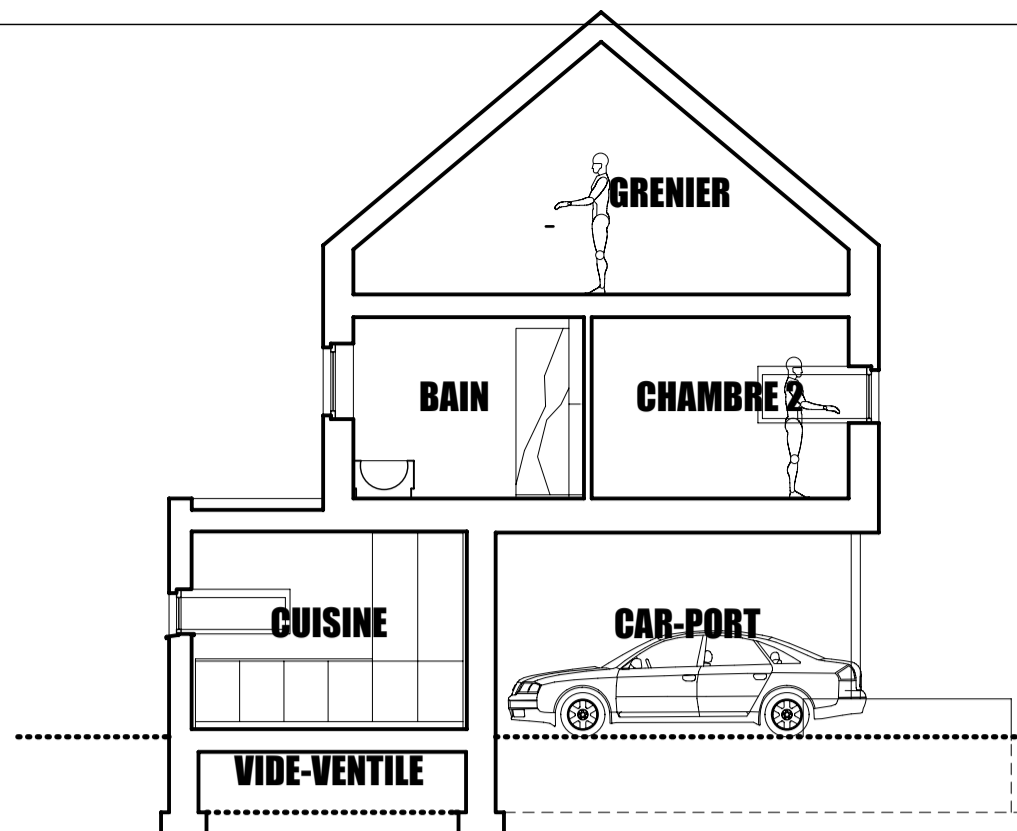 GRENIER
BAIN
CHAMBRE 2
CUISINE
CAR-PORT
VIDE-VENTILE